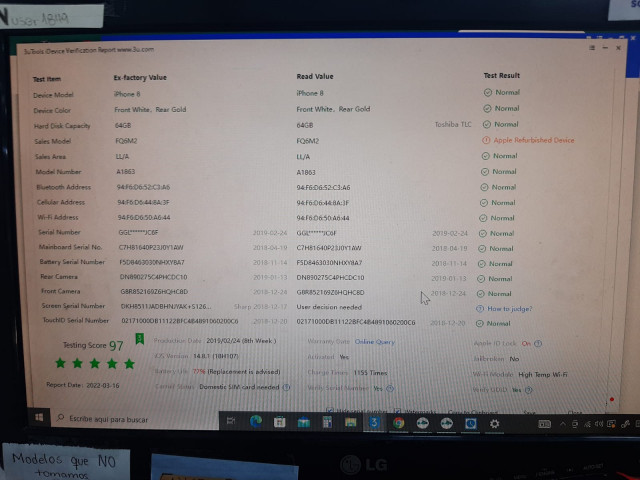 3uTools iDevice Verification Report www.3u.com
Test Item Ex-factory Value Read Value Test Result
Device Model iPhone 8 iPhone 8 Normal
Device Color Front White, Rear Gold Front White, Rear Gold Normal
Hard Disk Capacity 64GB 64GB Toshiba TLC Normal
Sales Model FQ6M2 FQ6M2 Apple Refurbished Device
Sales Area LL/A LL/A Normal
Model Number A1863 A1863 Normal
Bluetooth Address 94:F6:D6:52:C3:A6 94:F6:D6:52:C3:A6 Normal
Cellular Address 94:F6:D6:44:8A:3F 94:F6:D6:44:8A:3F Normal
Wi-Fi Address 94:F6:D6:50:A6:44 94:F6:D6:50:A6:44 Normal
Serial Number GGL******JC6F 2019-02-24 GGL******JC6F 2019-02-24 Normal
Mainboard Serial No. C7H81640P23J0Y1AW 2018-04-19 C7H81640P23J0Y1AW 2018-04-19 Normal
Battery Serial Number F5D8463030NHXY8A7 2018-11-14 F5D8463030NHXY8A7 2018-11-14 Normal
Rear Camera DN890275C4PHCDC10 2019-01-13 DN890275C4PHCDC10 2019-01-13 Normal
Front Camera G8R852179Z6HQHC8D 2018-12-24 G8R852179Z6HQHC8D 2018-12-24 Normal
Screen Serial Number Sharp 2018-12-12 User decision needed How to judge?
TouchID Serial Number 02171000DB11122BFC4B4891060200C6 2018-12-20 02171000DB11122BFC4B4891060200C6 2018-12-20 Normal
Testing Score 97 Production Date 2019/02/24 (8th Week) Warranty Date Online Query Apple ID Lock On
iOS Version 14.8.1 (18H107) Activated Yes Jailbroken No
Battery Life 77% (Replacement is advised) Charge Times 1155 Times Wi-Fi Module High Temp Wi-Fi
Report Date: 2022-03-16 Carrier Status Domestic SIM card needed Verify Serial Number Yes Verify UDID Yes
Escribe aquí para buscar
LG
Modelos que NO
tomamos